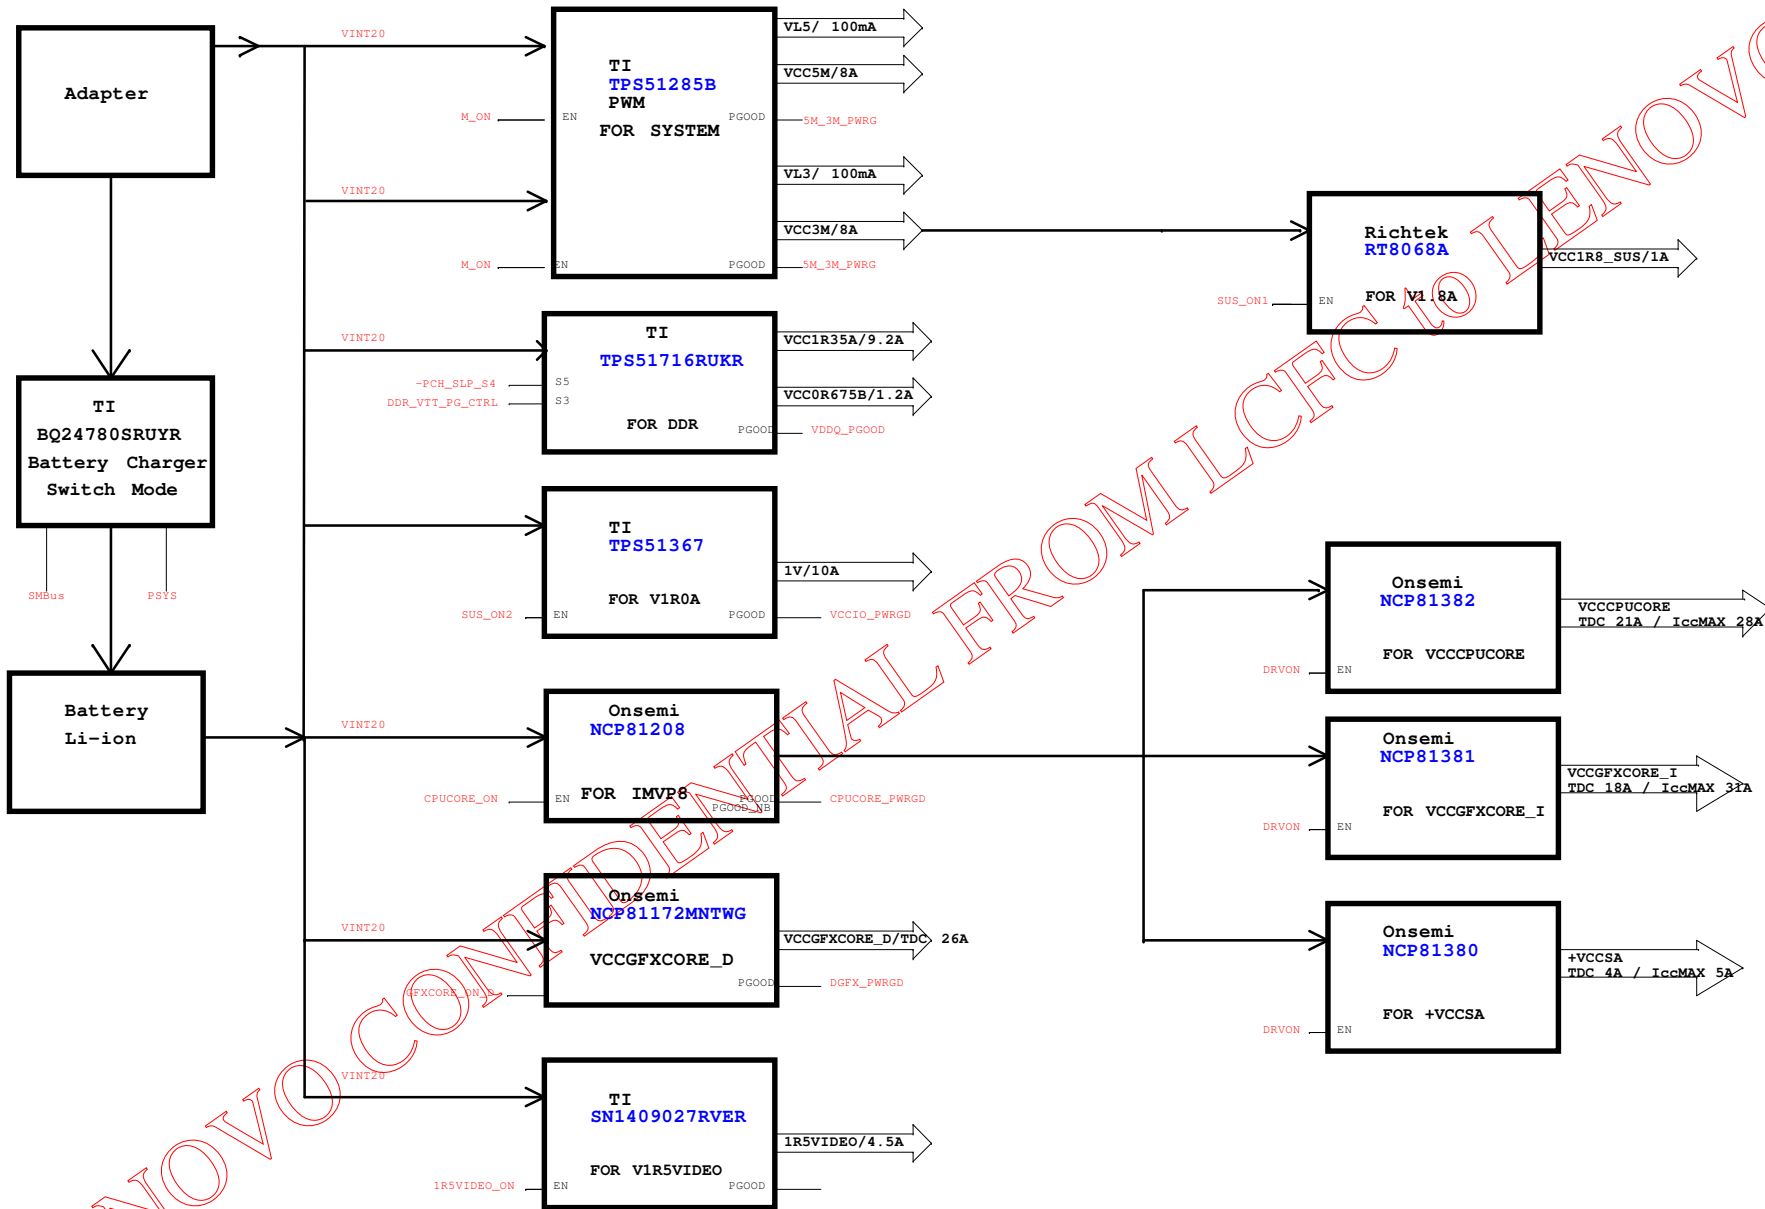 Adapter
TI
BQ24780SRUYR
Battery Charger
Switch Mode
SMBus
PSYS
Battery
Li-ion
VINT20
VINT20
M_ON
M_ON
TI
TPS51285B
PWM
FOR SYSTEM
EN
EN
PGOOD
PGOOD
VL5/ 100mA
VCC5M/8A
5M_3M_PWRG
VL3/ 100mA
VCC3M/8A
5M_3M_PWRG
Richtek
RT8068A
FOR V1.8A
SUS_ON1
EN
VCC1R8_SUS/1A
VINT20
-PCH_SLP_S4
DDR_VTT_PG_CTRL
S5
S3
TI
TPS51716RUKR
FOR DDR
PGOOD
VCC1R35A/9.2A
VCC0R675B/1.2A
VDDQ_PGOOD
TI
TPS51367
FOR V1R0A
SUS_ON2
EN
PGOOD
1V/10A
VCCIO_PWRGD
VINT20
Onsemi
NCP81208
FOR IMVP8
CPUCORE_ON
EN
PGOOD
PGOOD_NB
CPUCORE_PWRGD
Onsemi
NCP81382
FOR VCCCPUCORE
DRVON
EN
VCCCPUCORE
TDC 21A / IccMAX 28A
Onsemi
NCP81381
FOR VCCGFXCORE_I
DRVON
EN
VCCGFXCORE_I
TDC 18A / IccMAX 31A
Onsemi
NCP81380
FOR +VCCSA
DRVON
EN
+VCCSA
TDC 4A / IccMAX 5A
VINT20
Onsemi
NCP81172MNTWG
VCCGFXCORE_D
GFXCORE_ON_D
PGOOD
VCCGFXCORE_D/TDC 26A
DGFX_PWRGD
VINT20
TI
SN1409027RVER
FOR V1R5VIDEO
1R5VIDEO_ON
EN
PGOOD
1R5VIDEO/4.5A
NOVO CONFIDENTIAL FROM LCFC to LENOVO